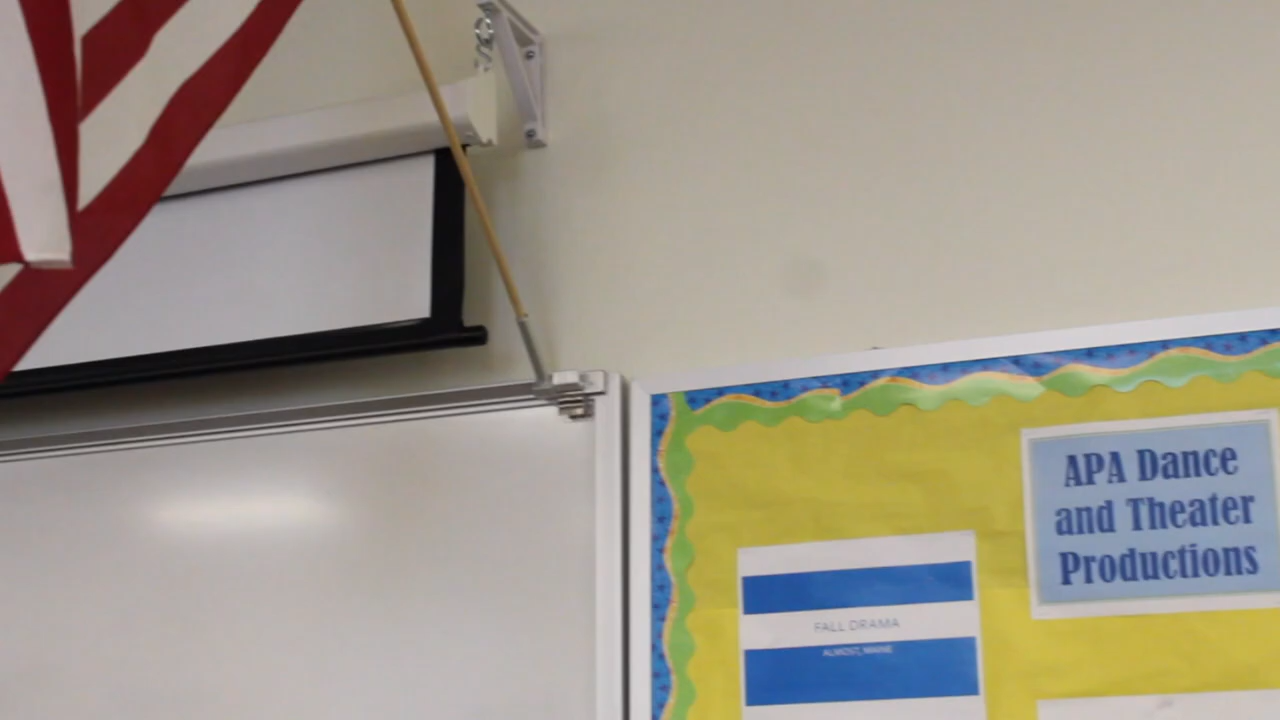 APA Dance
and Theater
Productions
FALL DRAMA
ALMOST, MAINE